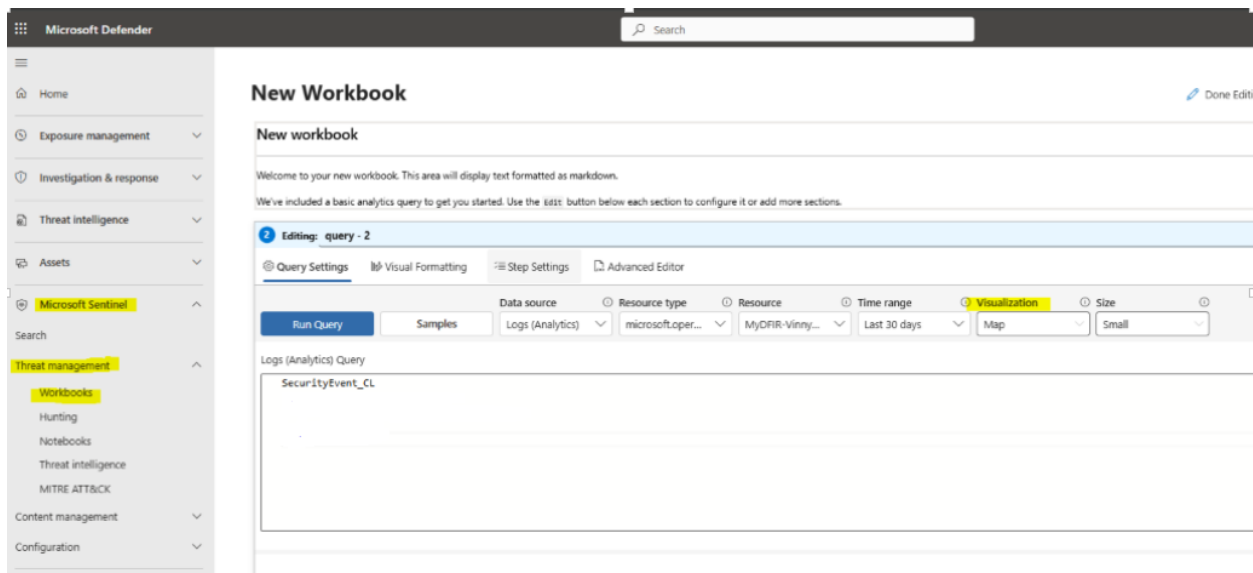 Microsoft Defender
Search
Home
New Workbook
Done Editi
Exposure management
New workbook
Investigation & response
Welcome to your new workbook. This area will display text formatted as markdown.
We've included a basic analytics query to get you started. Use the Edit button below each section to configure it or add more sections.
Threat intelligence
2 Editing: query - 2
Assets
Query Settings Visual Formatting Step Settings Advanced Editor
Microsoft Sentinel
Data source Resource type Resource Time range Visualization Size
Run Query Samples Logs (Analytics) microsoft.oper... MyDFIR-Vinny... Last 30 days Map Small
Search
Logs (Analytics) Query
Threat management
SecurityEvent_CL
Workbooks
Hunting
Notebooks
Threat intelligence
MITRE ATT&CK
Content management
Configuration